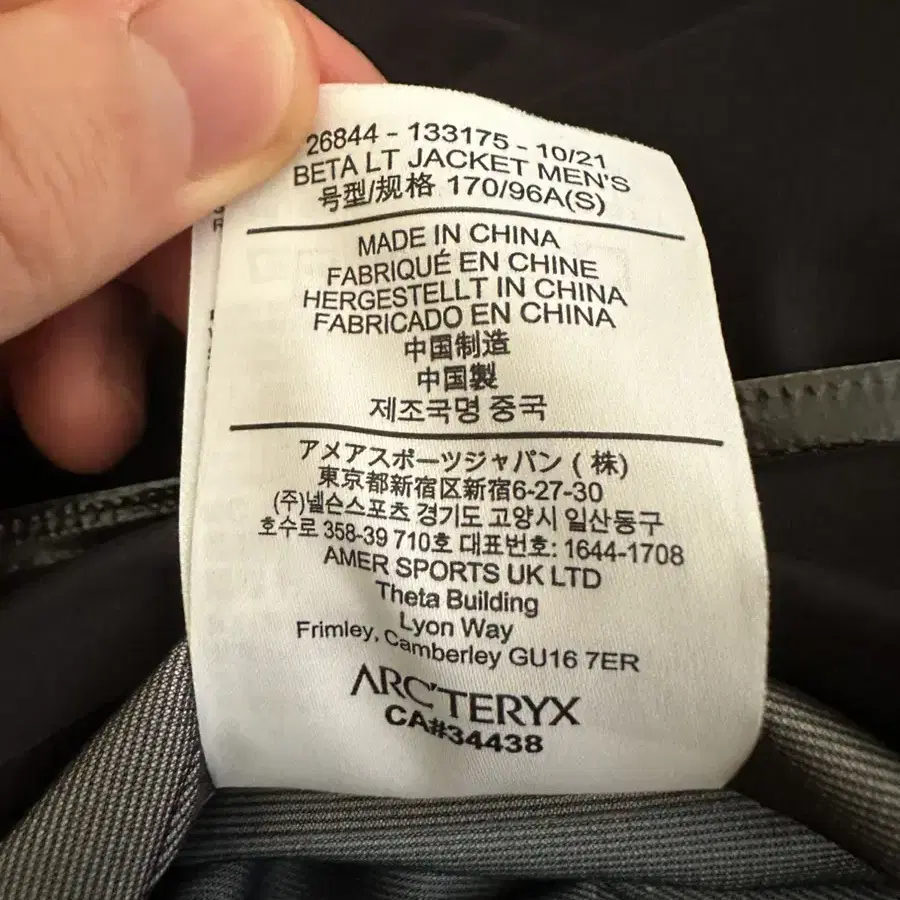 26844 - 133175 - 10/21
BETA LT JACKET MEN'S
号型/规格 170/96A(S)
MADE IN CHINA
FABRIQUÉ EN CHINE
HERGESTELLT IN CHINA
FABRICADO EN CHINA
中国制造
中国製
제조국명 중국
アメアスポーツジャパン ( 株)
東京都新宿区新宿6-27-30
(주)넬슨스포츠 경기도 고양시 일산동구
호수로 358-39 710호 대표번호: 1644-1708
AMER SPORTS UK LTD
Theta Building
Lyon Way
Frimley, Camberley GU16 7ER
ARC'TERYX
CA#34438